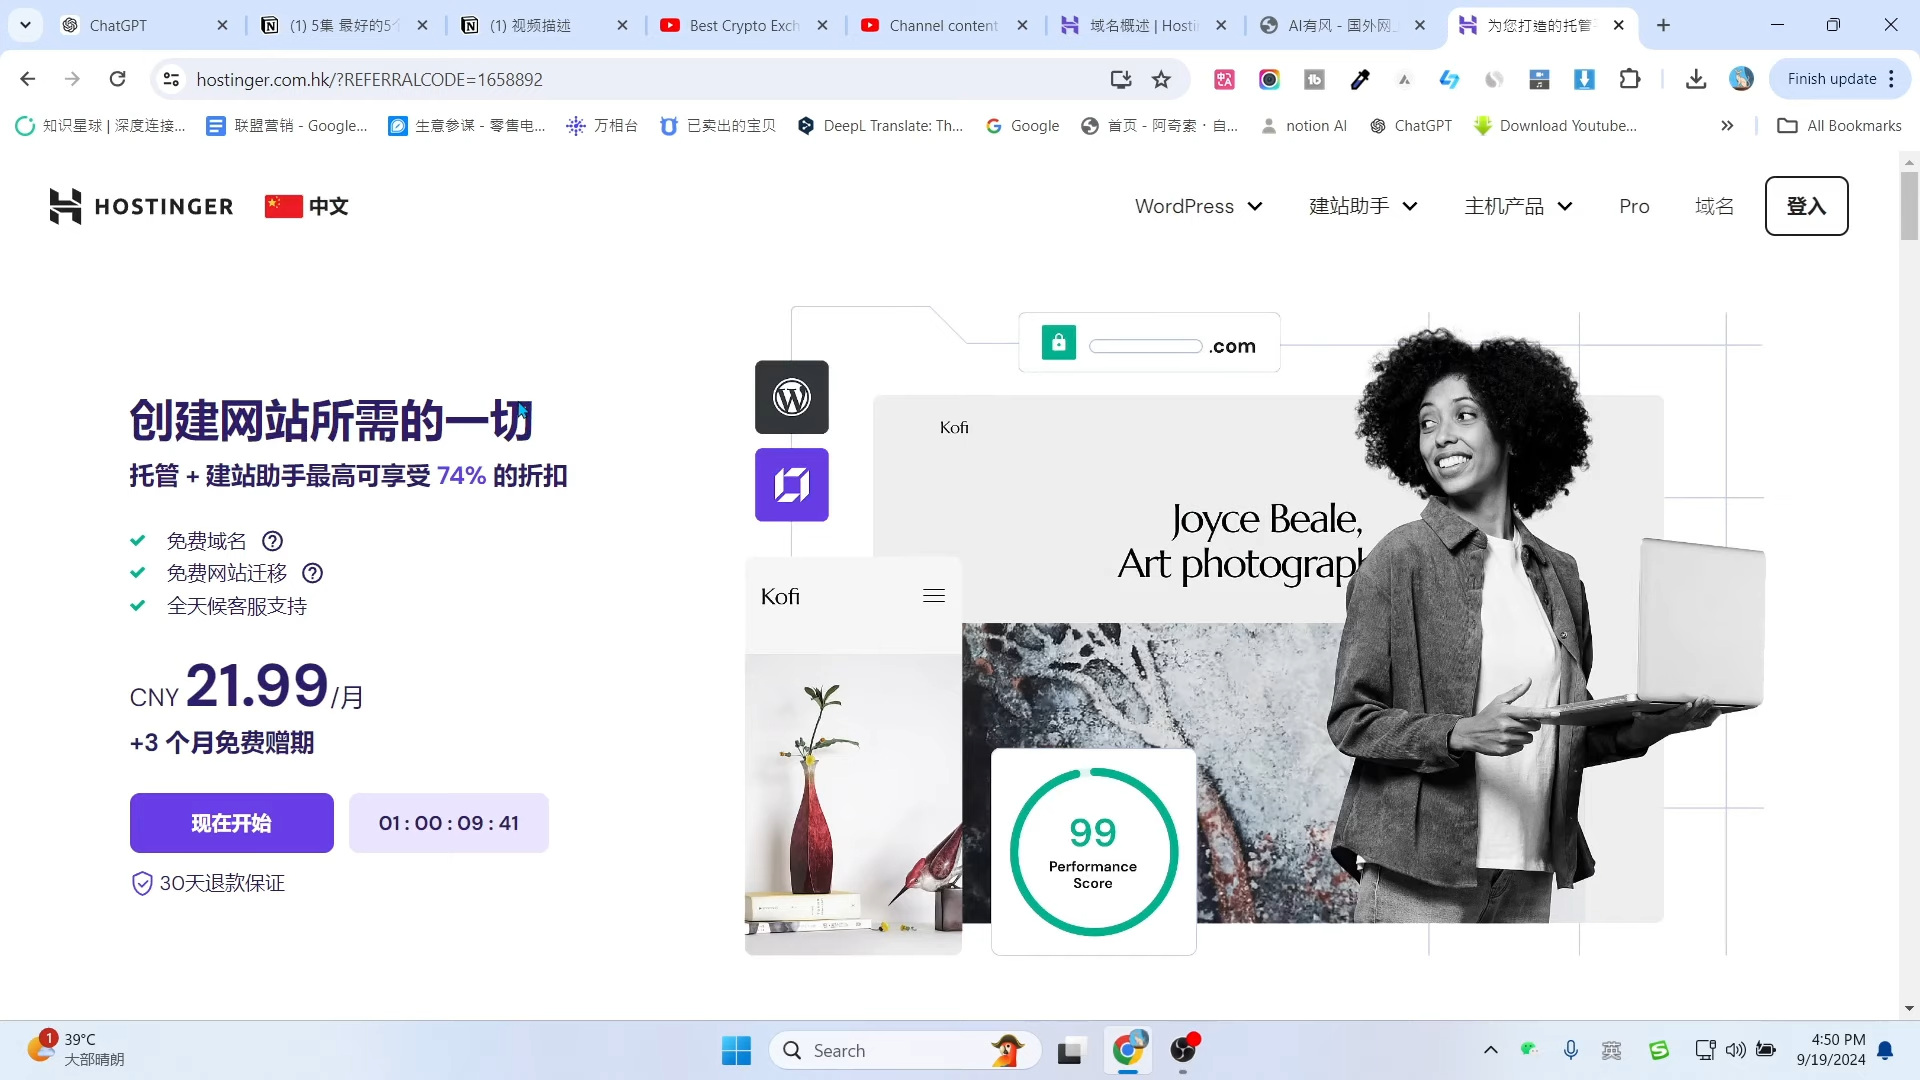 ChatGPT
(1) 5集 最好的5个
(1) 视频描述
Best Crypto Exch
Channel content
域名概述 | Hostin
AI有风 - 国外网上
为您打造的托管平
hostinger.com.hk/?REFERRALCODE=1658892
Finish update
知识星球 | 深度连接...
联盟营销 - Google...
生意参谋 - 零售电...
万相台
已卖出的宝贝
DeepL Translate: Th...
Google
首页 - 阿奇索 · 自...
notion AI
ChatGPT
Download Youtube...
All Bookmarks
HOSTINGER
中文
WordPress
建站助手
主机产品
Pro
域名
登入
.com
创建网站所需的一切
托管 + 建站助手最高可享受 74% 的折扣
免费域名
免费网站迁移
全天候客服支持
CNY 21.99/月
+3 个月免费赠期
现在开始
01 : 00 : 09 : 41
30天退款保证
Kofi
Joyce Beale,
Art photograph
Kofi
99
Performance
Score
1
39°C
大部晴朗
Search
英
4:50 PM
9/19/2024